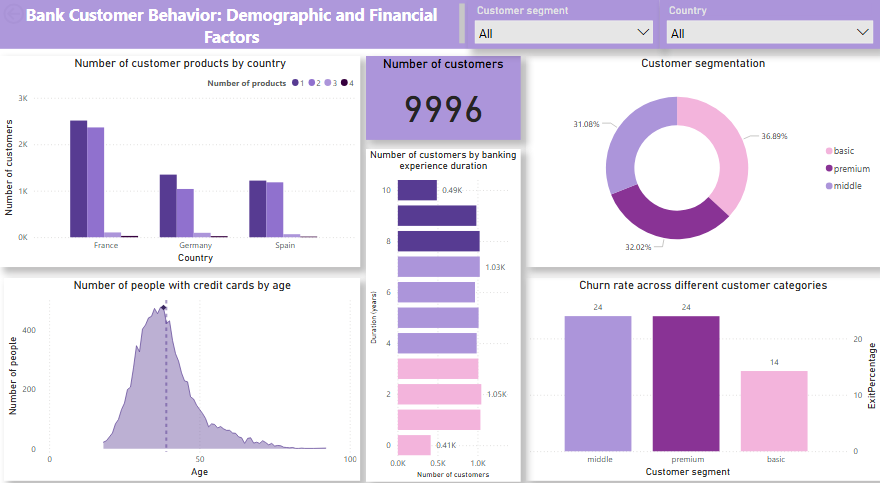 Bank Customer Behavior: Demographic and Financial
Factors
Customer segment
All
Country
All
Number of customer products by country
Number of products 1 2 3 4
Number of customers
3K
2K
1K
0K
France Germany Spain
Country
Number of customers
9996
Number of customers by banking
experience duration
Duration (years)
10
8
6
4
2
0
0.49K
1.03K
1.05K
0.41K
0.0K 0.5K 1.0K
Number of customers
Customer segmentation
31.08%
36.89%
32.02%
basic
premium
middle
Number of people with credit cards by age
Number of people
400
200
0
0 50 100
Age
Churn rate across different customer categories
24 24 14
20
10
0
ExitPercentage
middle premium basic
Customer segment